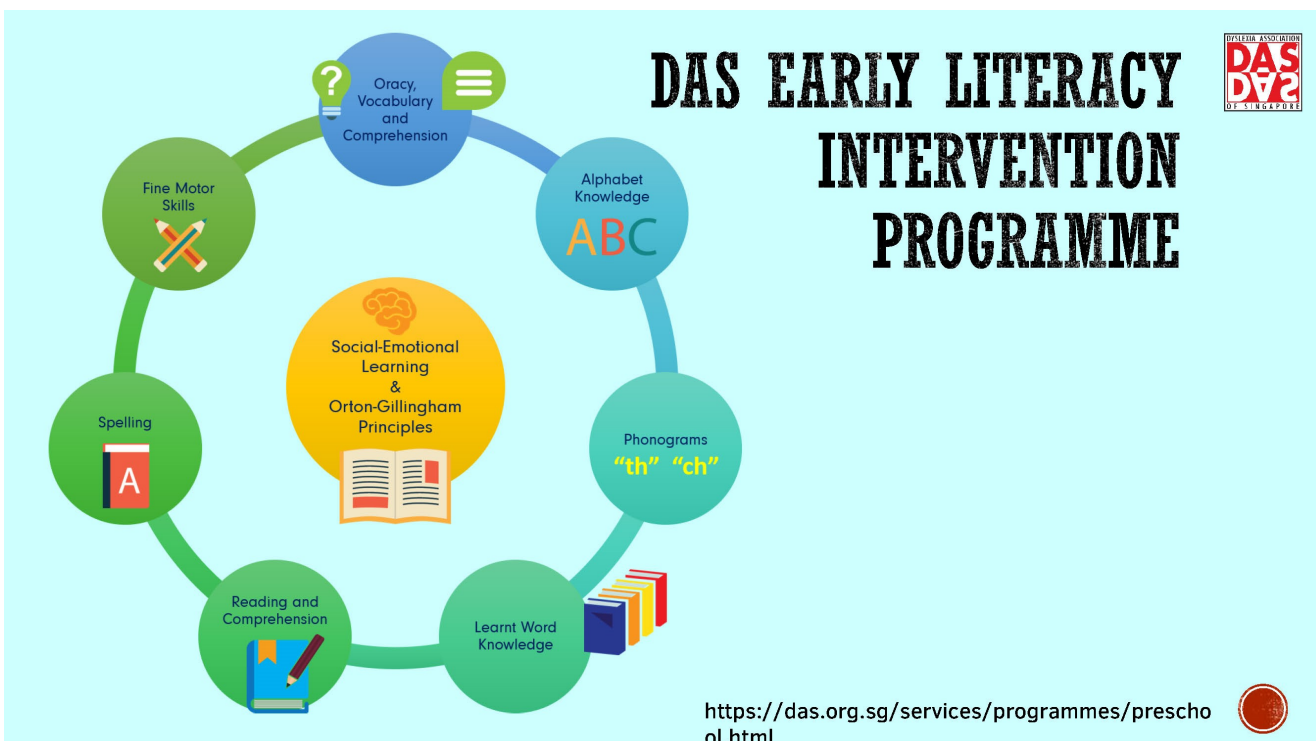 DAS EARLY LITERACY
INTERVENTION
PROGRAMME
DYSLEXIA ASSOCIATION
DAS
DAS
OF SINGAPORE
?
Oracy,
Vocabulary
and
Comprehension
Alphabet
Knowledge
ABC
Phonograms
“th” “ch”
Learnt Word
Knowledge
Reading and
Comprehension
Spelling
A
Fine Motor
Skills
Social-Emotional
Learning
&
Orton-Gillingham
Principles
https://das.org.sg/services/programmes/prescho
ol.html